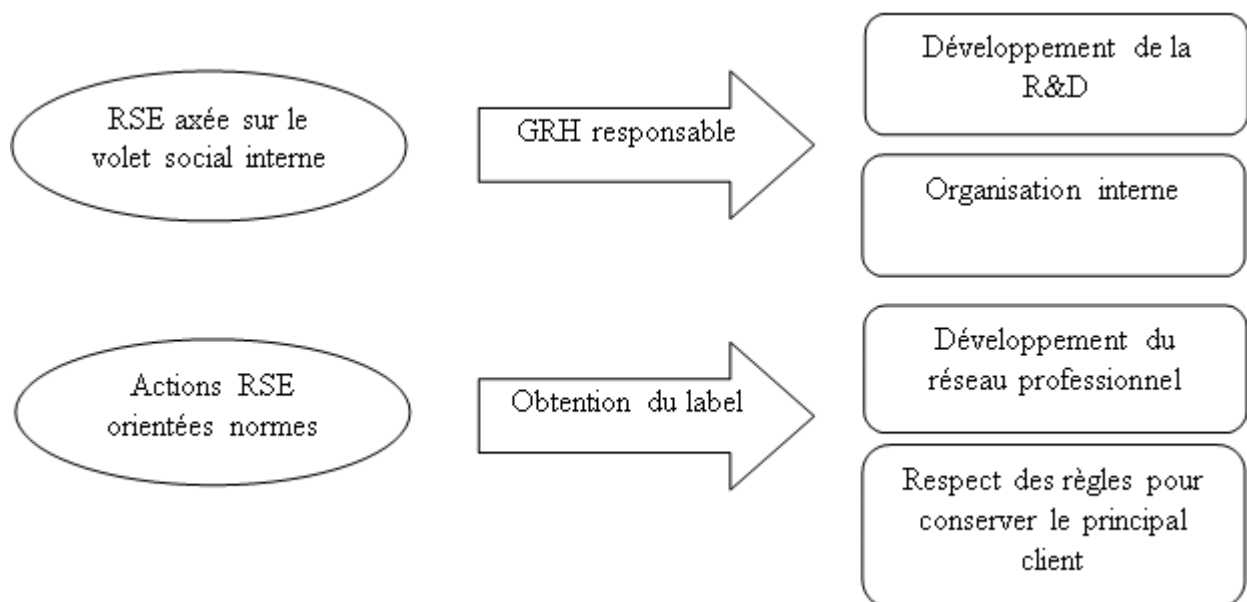 RSE axée sur le
volet social interne
GRH responsable
Développement de la
R&D
Organisation interne
Actions RSE
orientées normes
Obtention du label
Développement du
réseau professionnel
Respect des règles pour
conserver le principal
client